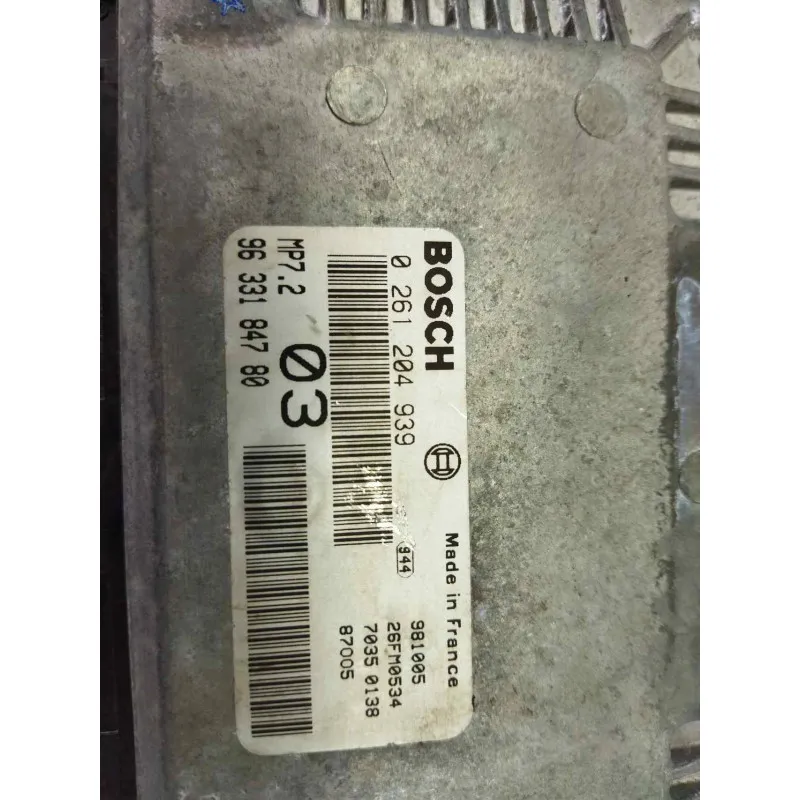 BOSCH
Made in France
0 261 204 939
944
981005
26FM0534
7035 0138
87005
03
MP7.2
96 331 847 80